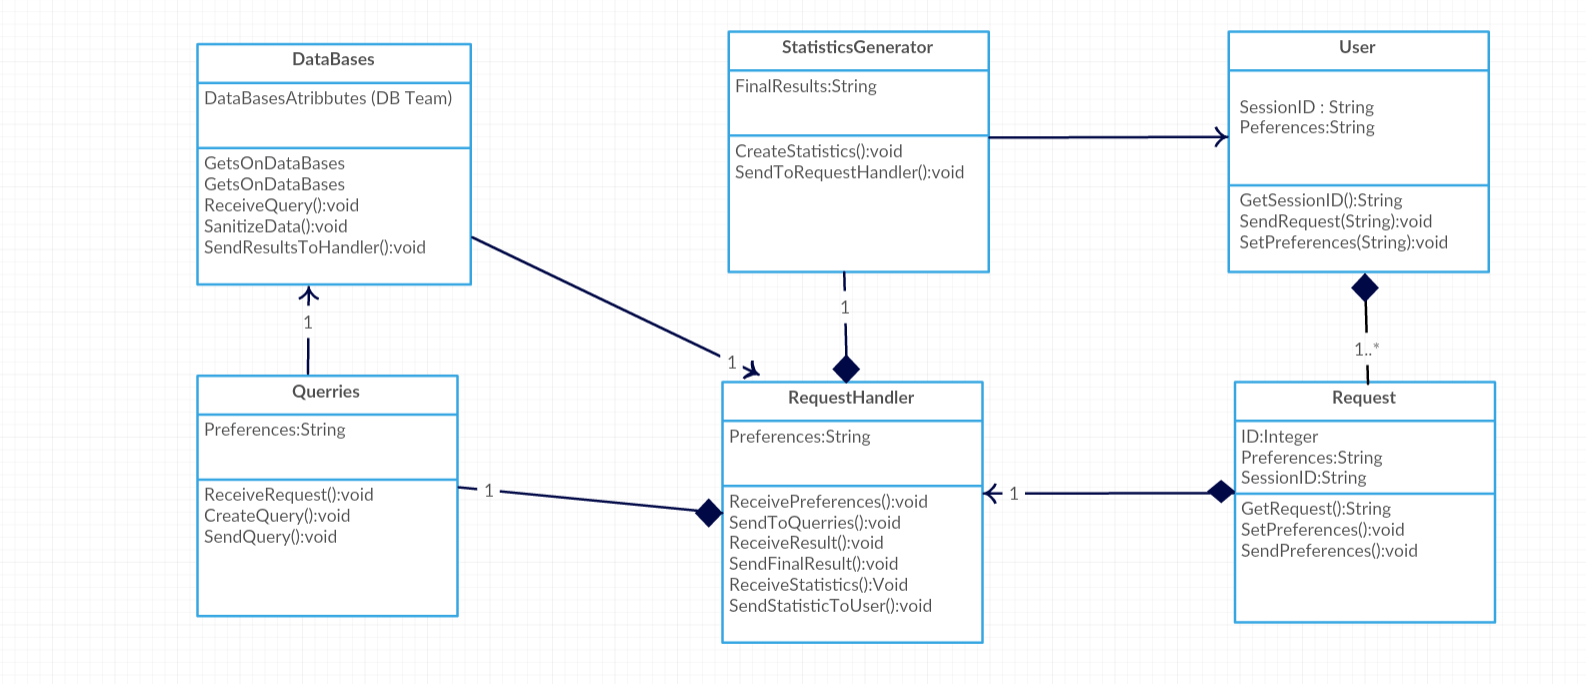 DataBases
DataBasesAtribbutes (DB Team)
GetsOnDataBases
GetsOnDataBases
ReceiveQuery():void
SanitizeData():void
SendResultsToHandler():void
StatisticsGenerator
FinalResults:String
CreateStatistics():void
SendToRequestHandler():void
User
SessionID : String
Peferences:String
GetSessionID():String
SendRequest(String):void
SetPreferences(String):void
1
1
1
1..*
Querries
Preferences:String
ReceiveRequest():void
CreateQuery():void
SendQuery():void
1
RequestHandler
Preferences:String
ReceivePreferences():void
SendToQuerries():void
ReceiveResult():void
SendFinalResult():void
ReceiveStatistics():Void
SendStatisticToUser():void
1
Request
ID:Integer
Preferences:String
SessionID:String
GetRequest():String
SetPreferences():void
SendPreferences():void